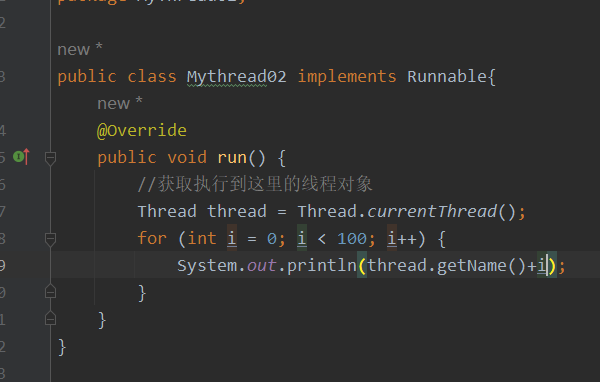 new *
public class Mythread02 implements Runnable{
new *
@Override
public void run() {
//获取执行到这里的线程对象
Thread thread = Thread.currentThread();
for (int i = 0; i < 100; i++) {
System.out.println(thread.getName()+i);
}
}
}